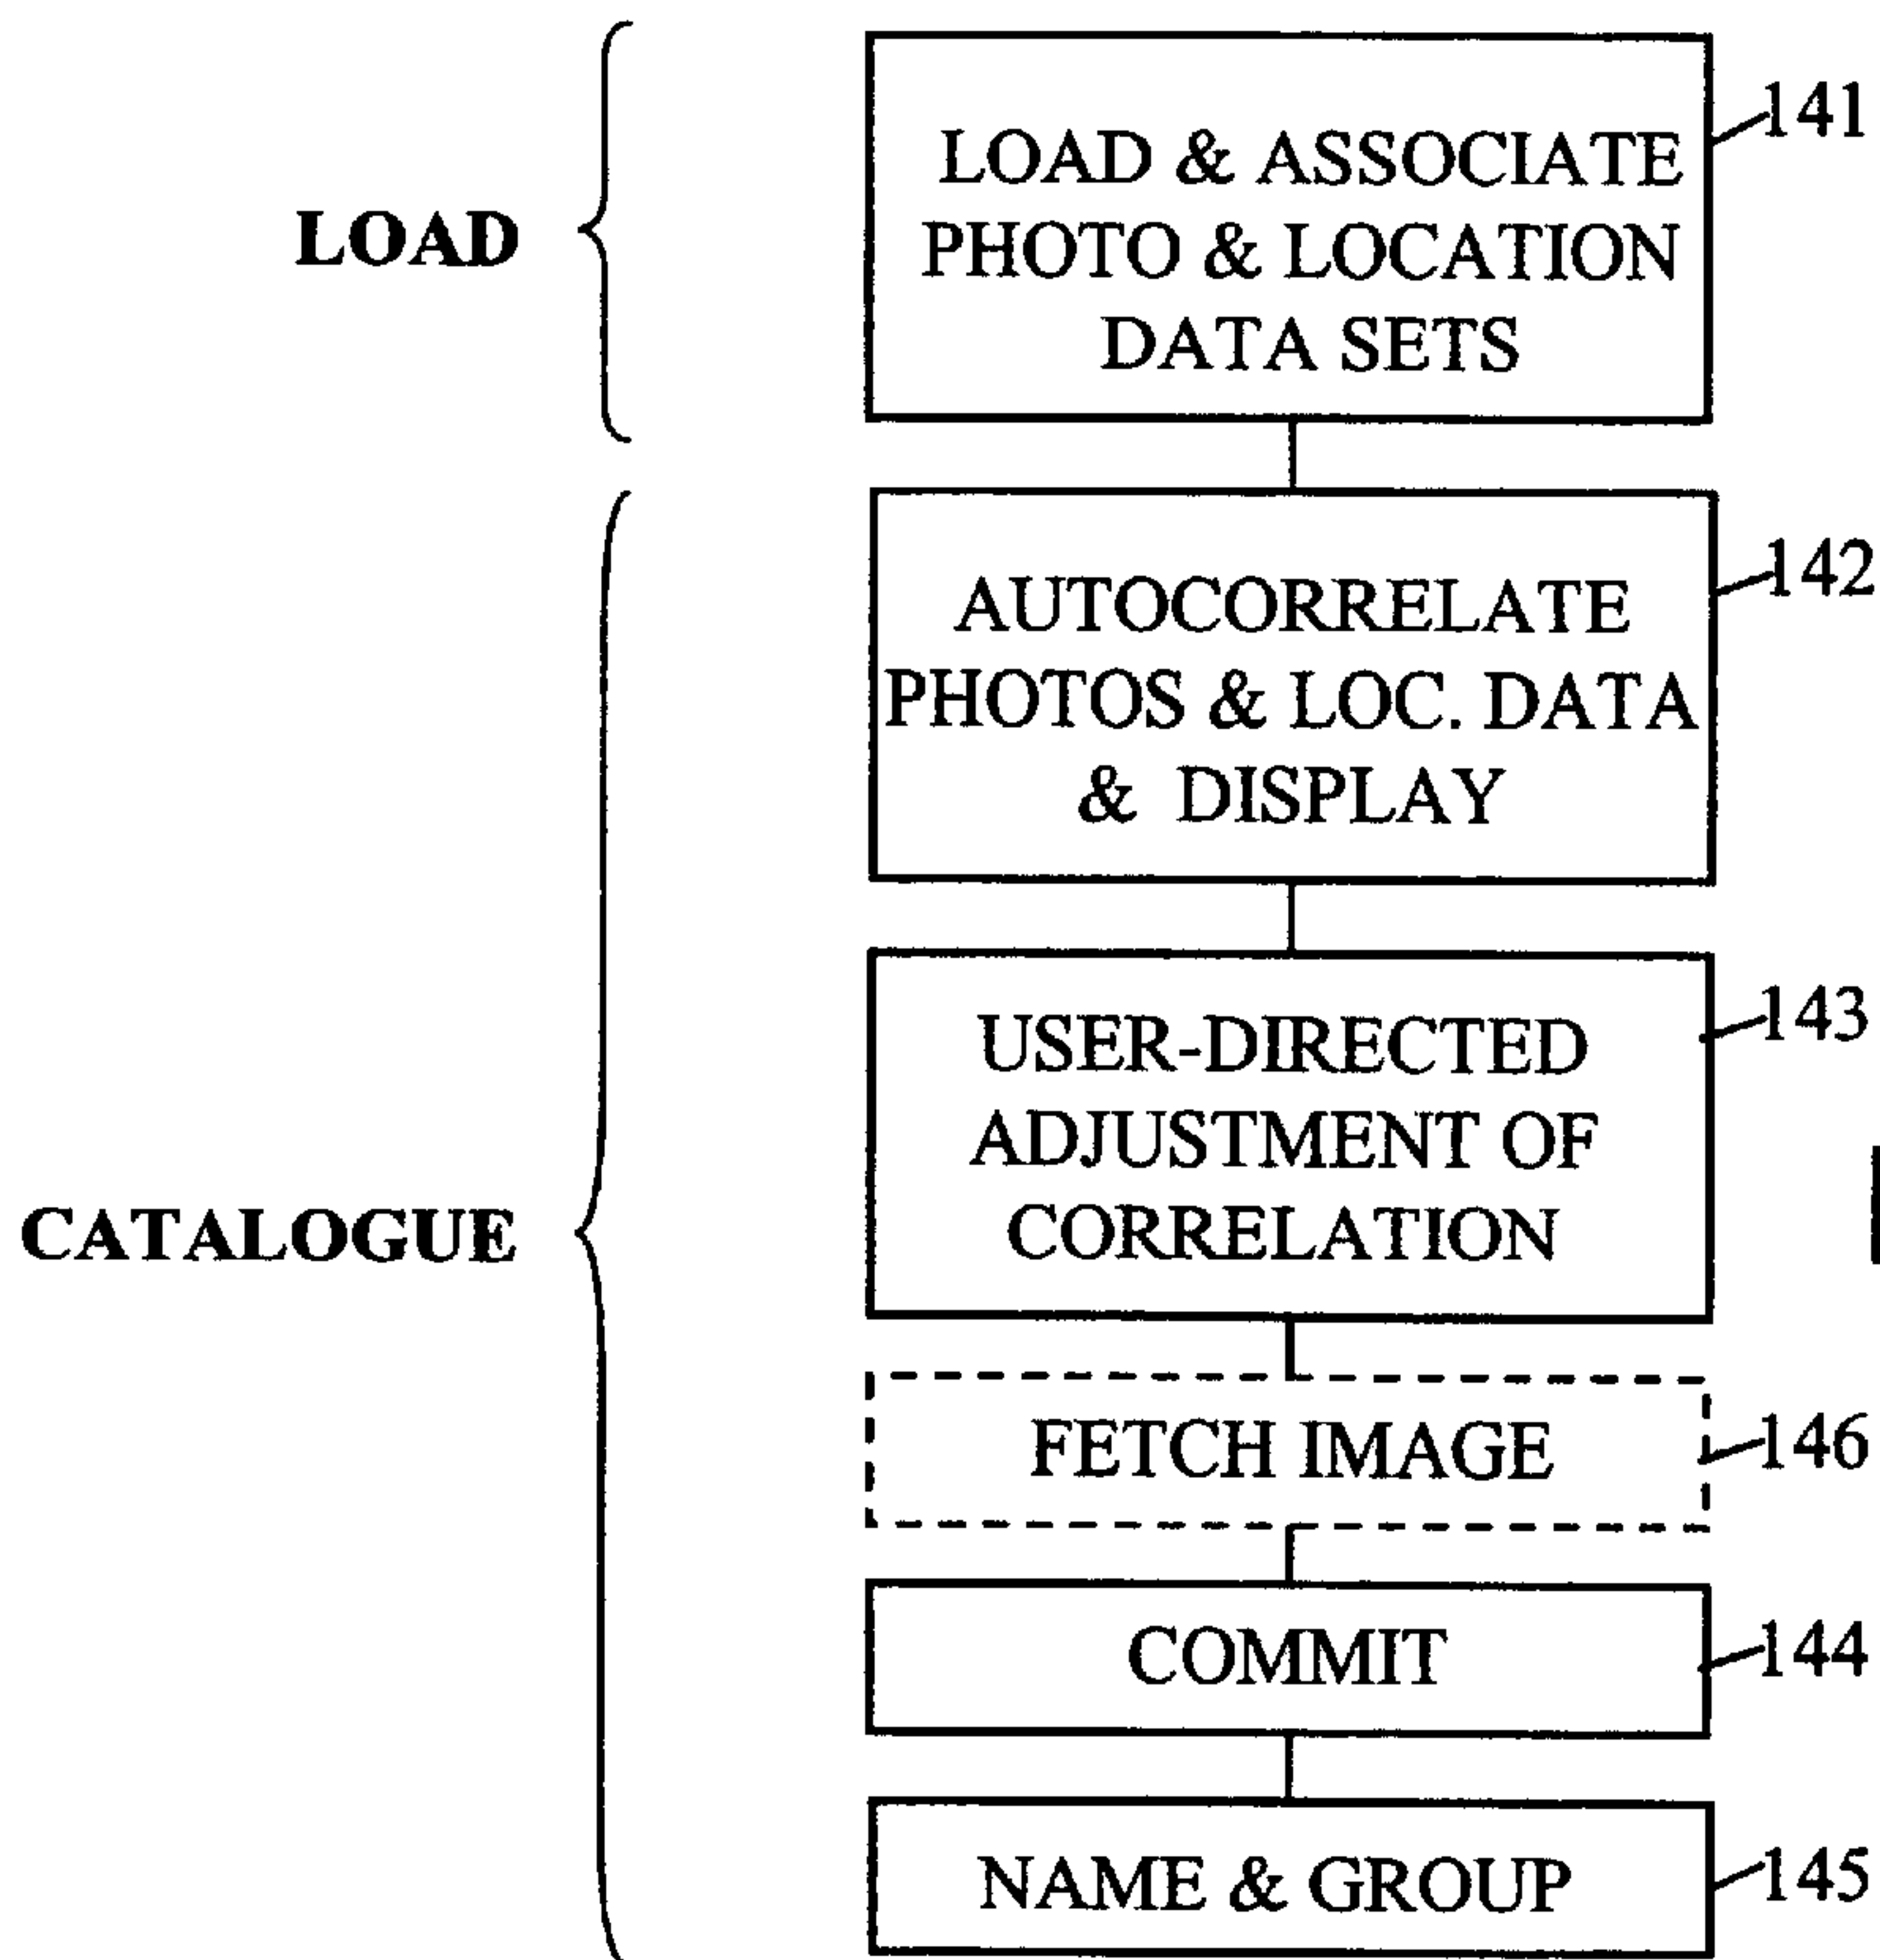 LOAD
LOAD & ASSOCIATE
PHOTO & LOCATION
DATA SETS
141
AUTOCORRELATE
PHOTOS & LOC. DATA
& DISPLAY
142
CATALOGUE
USER-DIRECTED
ADJUSTMENT OF
CORRELATION
143
FETCH IMAGE
146
COMMIT
144
NAME & GROUP
145